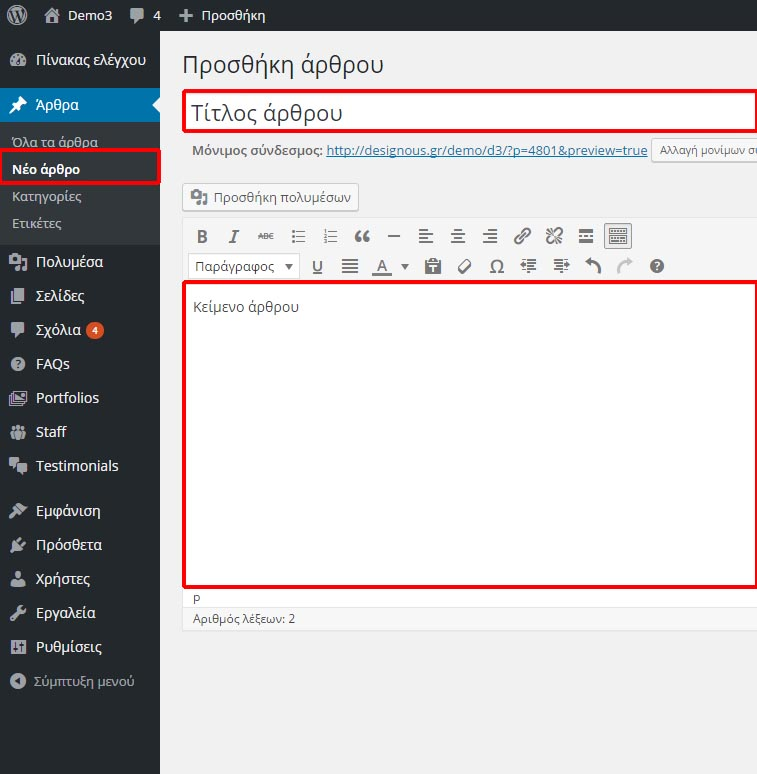 Demo3 4 Προσθήκη
Πίνακας ελέγχου
Άρθρα
Όλα τα άρθρα
Νέο άρθρο
Κατηγορίες
Ετικέτες
Πολυμέσα
Σελίδες
Σχόλια 4
FAQs
Portfolios
Staff
Testimonials
Εμφάνιση
Πρόσθετα
Χρήστες
Εργαλεία
Ρυθμίσεις
Σύμπτυξη μενού
Προσθήκη άρθρου
Τίτλος άρθρου
Μόνιμος σύνδεσμος: http://designous.gr/demo/d3/?p=4801&preview=true Αλλαγή μονίμων
Προσθήκη πολυμέσων
B I ABC
Παράγραφος U A T Ω
Κείμενο άρθρου
p
Αριθμός λέξεων: 2